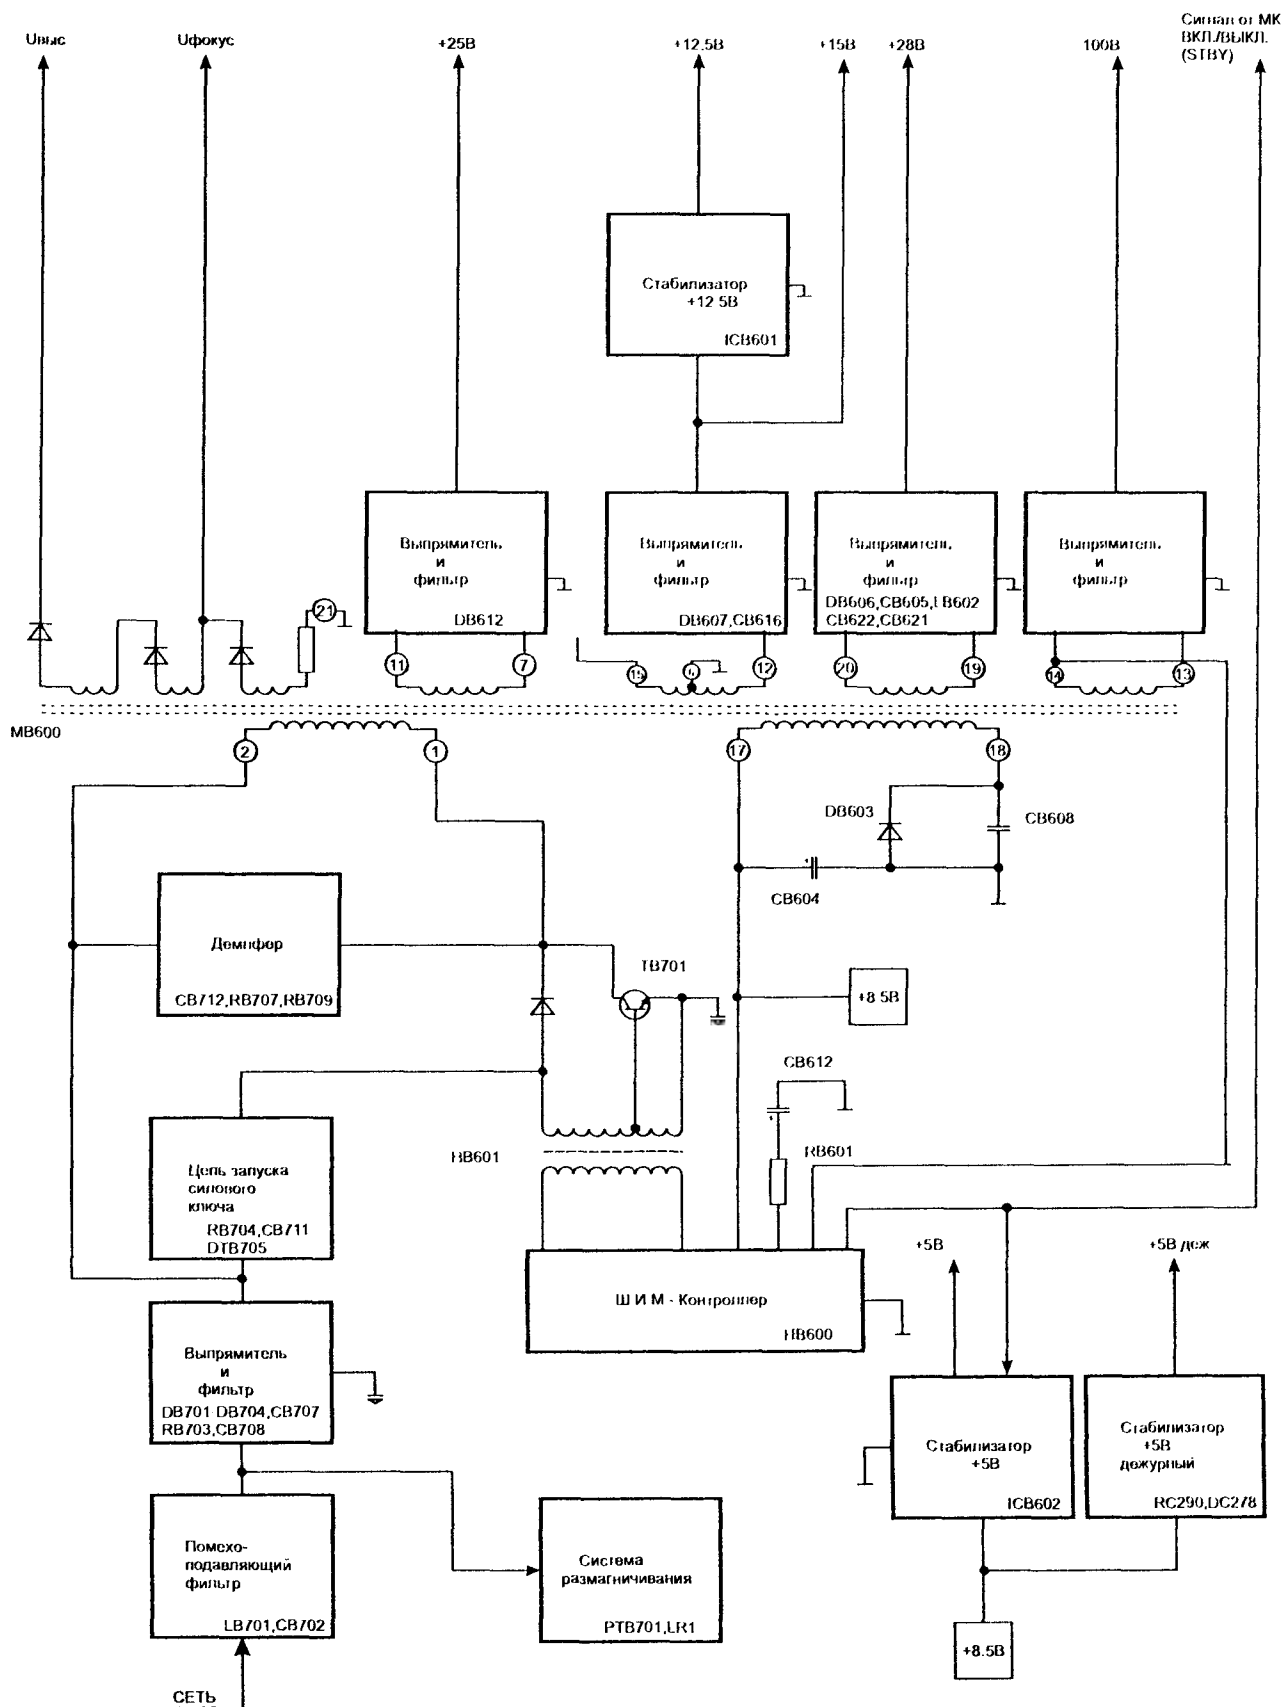 Uвыс
Uфокус
+25В
+12.5В
+15В
+28В
100В
Сигнал от МК
ВКЛ./ВЫКЛ.
(STBY)
Стабилизатор
+12 5В
ICB601
Выпрямитель
и
фильтр
DB612
Выпрямитель
и
фильтр
DB607,CB616
Выпрямитель
и
фильтр
DB606,CB605,LB602
CB622,CB621
Выпрямитель
и
фильтр
21
11
7
15
12
20
19
14
13
MB600
2
1
17
18
DB603
CB608
CB604
Демпфер
CB712,RB707,RB709
TB701
+8.5В
CB612
Цепь запуска
силового
ключа
RB704,CB711
DTB705
HB601
RB601
+5В
+5В деж
Ш И М - Контроллер
HB600
Выпрямитель
и
фильтр
DB701-DB704,CB707
RB703,CB708
Стабилизатор
+5В
ICB602
Стабилизатор
+5В
дежурный
RC290,DC278
Помехо-
подавляющий
фильтр
LB701,CB702
Система
размагничивания
PTB701,LR1
+8.5В
СЕТЬ